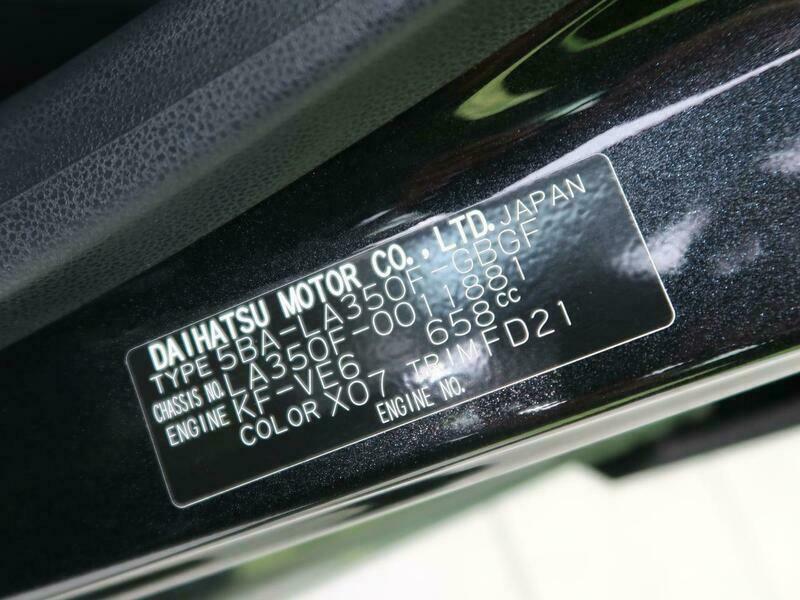 DAIHATSU MOTOR CO., LTD. JAPAN
TYPE 5BA-LA350F-GBGF
CHASSIS NO. LA350F-0011881
ENGINE KF-VE6 658cc
COLOR X07 TRIM FD21
ENGINE NO.